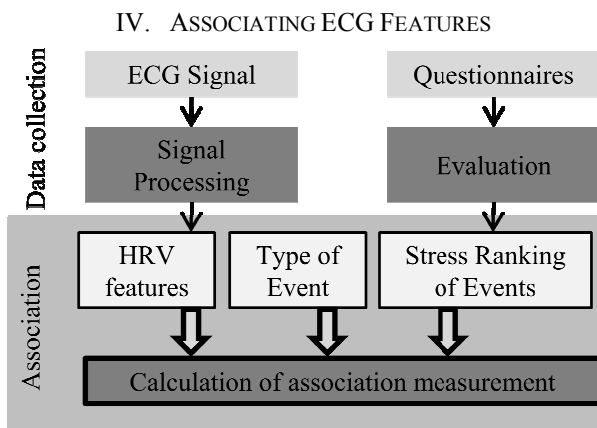 IV. ASSOCIATING ECG FEATURES
Data collection
ECG Signal
Questionnaires
Signal
Processing
Evaluation
Association
HRV
features
Type of
Event
Stress Ranking
of Events
Calculation of association measurement